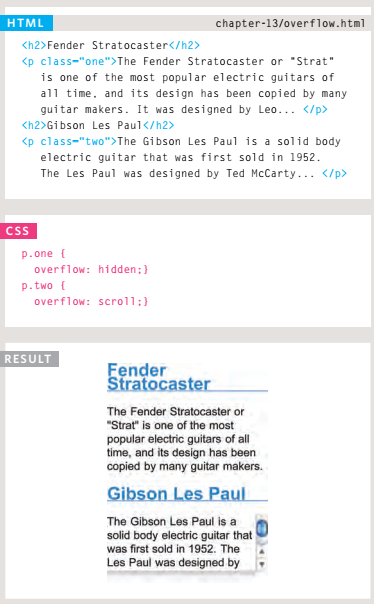 HTML chapter-13/overflow.html
<h2>Fender Stratocaster</h2>
<p class="one">The Fender Stratocaster or "Strat"
is one of the most popular electric guitars of
all time, and its design has been copied by many
guitar makers. It was designed by Leo... </p>
<h2>Gibson Les Paul</h2>
<p class="two">The Gibson Les Paul is a solid body
electric guitar that was first sold in 1952.
The Les Paul was designed by Ted McCarty... </p>
CSS
p.one {
overflow: hidden;}
p.two {
overflow: scroll;}
RESULT
Fender
Stratocaster
The Fender Stratocaster or
"Strat" is one of the most
popular electric guitars of all
time, and its design has been
copied by many guitar makers.
Gibson Les Paul
The Gibson Les Paul is a
solid body electric guitar that
was first sold in 1952. The
Les Paul was designed by